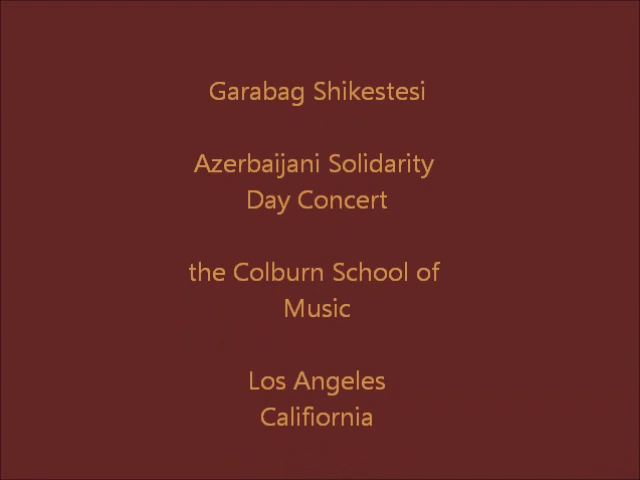 Garabag Shikestesi
Azerbaijani Solidarity
Day Concert
the Colburn School of
Music
Los Angeles
Califiornia